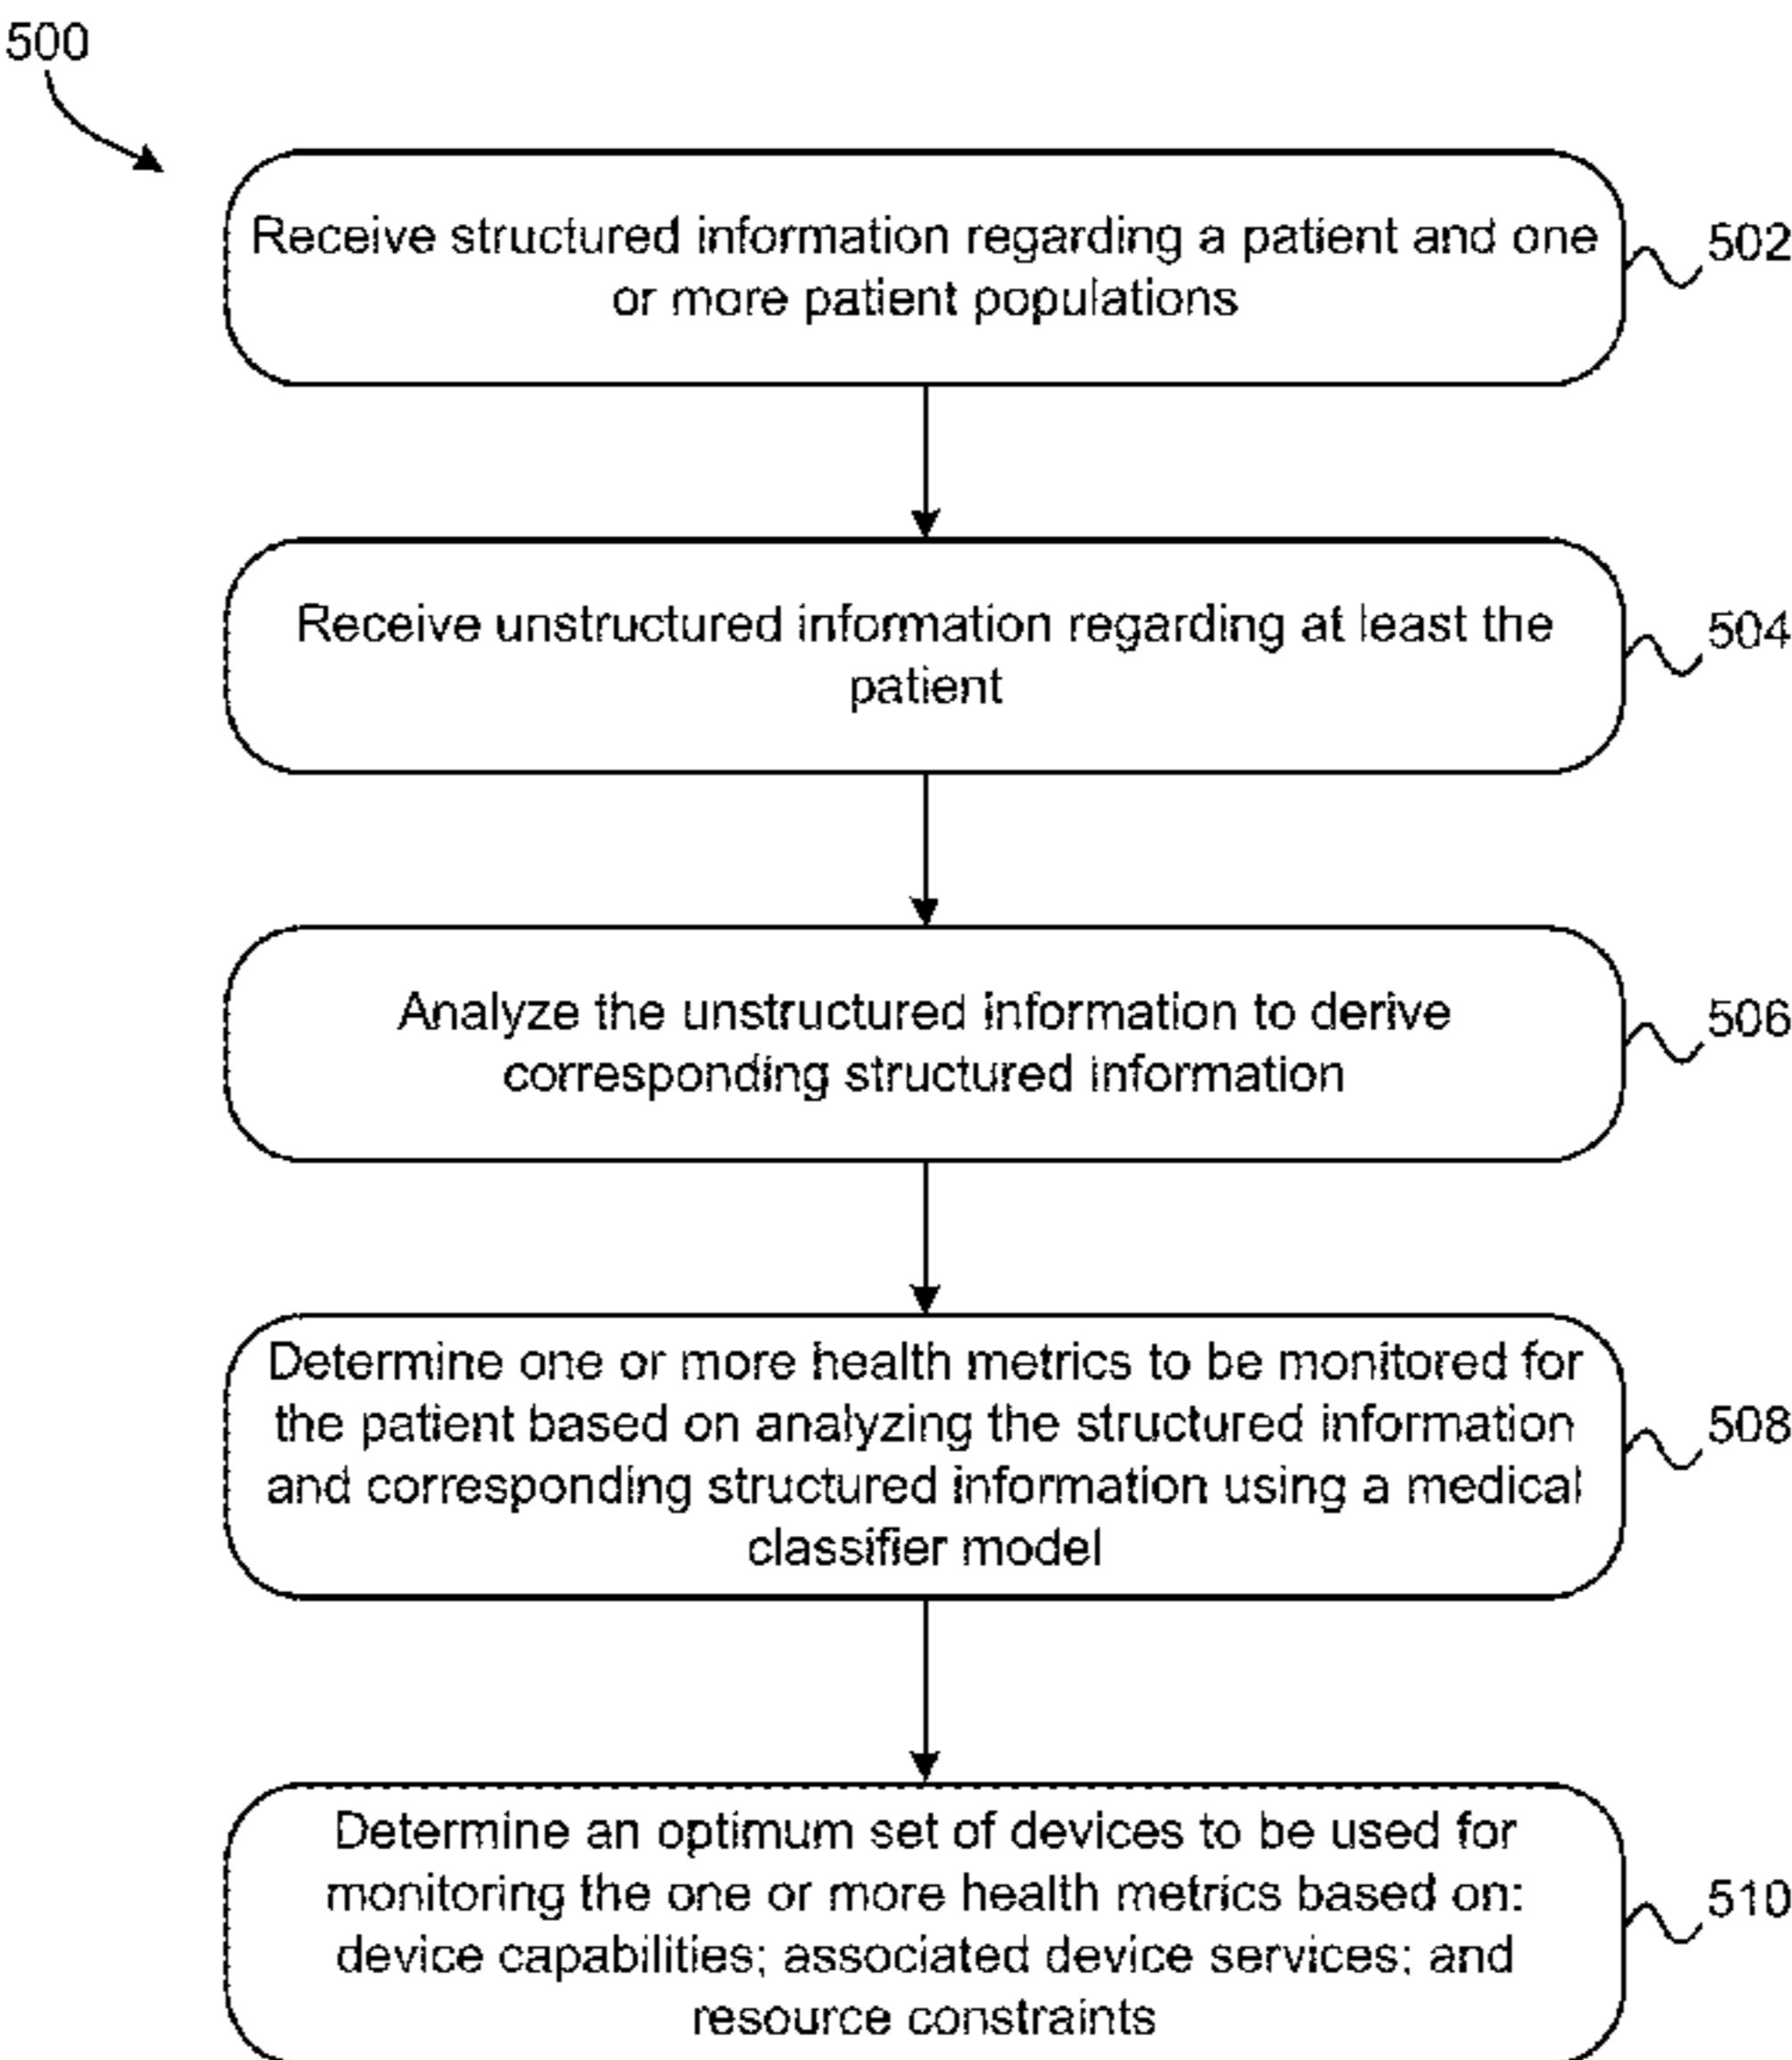 500
Receive structured information regarding a patient and one
or more patient populations
502
Receive unstructured information regarding at least the
patient
504
Analyze the unstructured information to derive
corresponding structured information
506
Determine one or more health metrics to be monitored for
the patient based on analyzing the structured information
and corresponding structured information using a medical
classifier model
508
Determine an optimum set of devices to be used for
monitoring the one or more health metrics based on:
device capabilities; associated device services; and
resource constraints
510